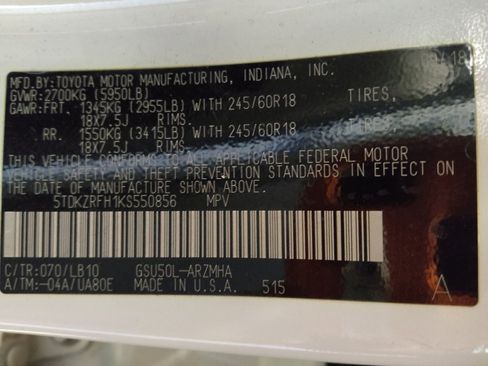 MFD.BY:TOYOTA MOTOR MANUFACTURING, INDIANA, INC.
GVWR:2700KG (5950LB)
GAWR:FRT. 1345KG (2955LB) WITH 245/60R18 TIRES,
18X7.5J RIMS.
RR. 1550KG (3415LB) WITH 245/60R18 TIRES,
18X7.5J RIMS.
THIS VEHICLE CONFORMS TO ALL APPLICABLE FEDERAL MOTOR
VEHICLE SAFETY AND THEFT PREVENTION STANDARDS IN EFFECT ON
THE DATE OF MANUFACTURE SHOWN ABOVE.
5TDKZRFH1KS550856 MPV
C/TR:070/LB10 GSU50L-ARZMHA
A/TM:-04A/UA80E MADE IN U.S.A. 515 A